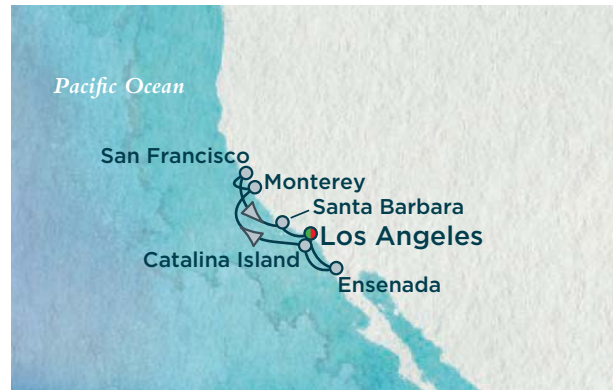 Pacific Ocean
San Francisco
Monterey
Santa Barbara
Los Angeles
Catalina Island
Ensenada